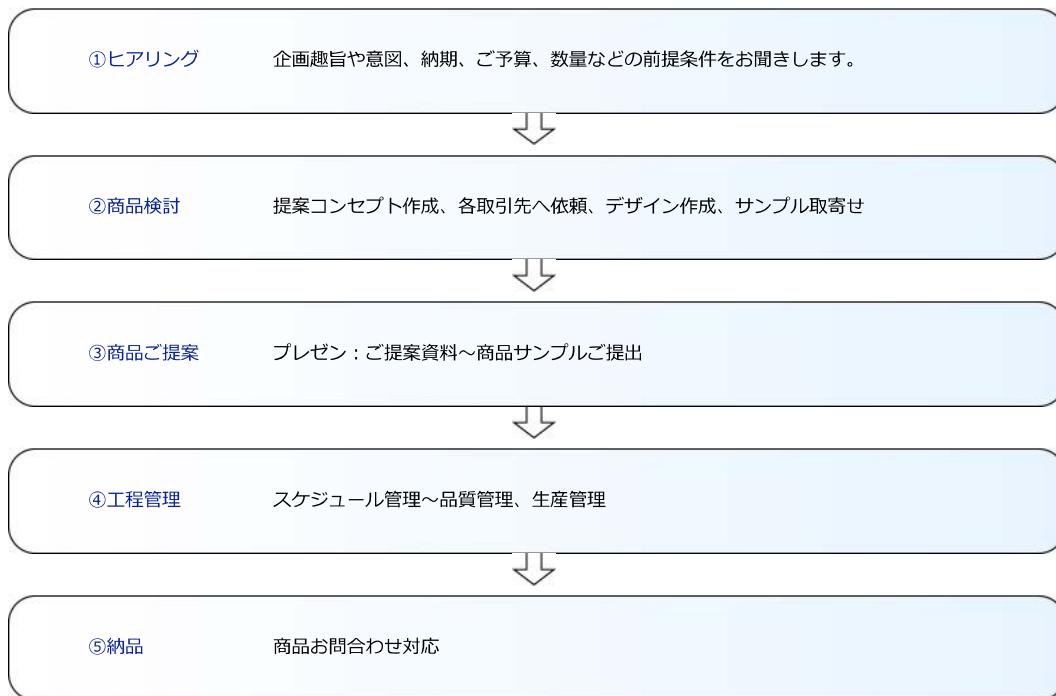 ①ヒアリング 企画趣旨や意図、納期、ご予算、数量などの前提条件をお聞きします。
②商品検討 提案コンセプト作成、各取引先へ依頼、デザイン作成、サンプル取寄せ
③商品ご提案 プレゼン：ご提案資料～商品サンプルご提出
④工程管理 スケジュール管理～品質管理、生産管理
⑤納品 商品お問合わせ対応